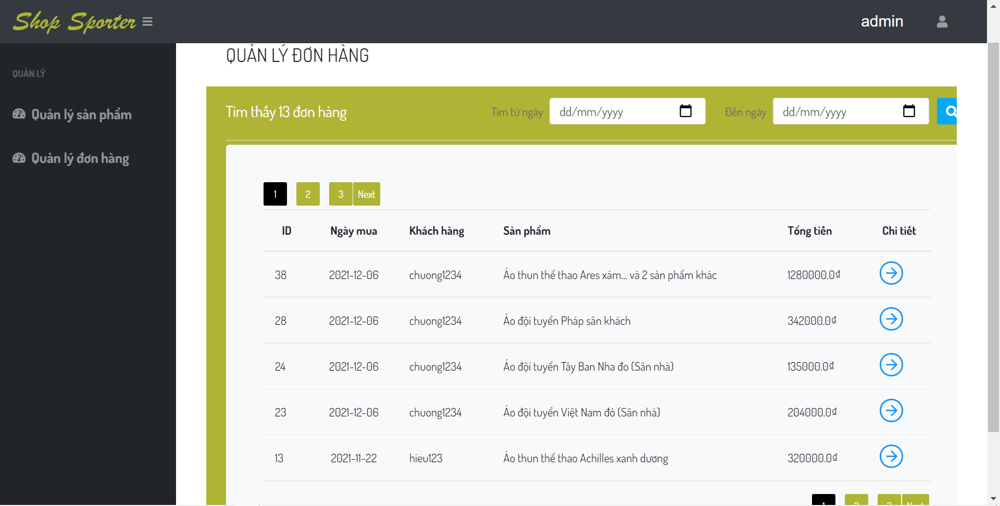 Shop Sporter
admin
QUẢN LÝ
Quản lý sản phẩm
Quản lý đơn hàng
QUẢN LÝ ĐƠN HÀNG
Tìm thấy 13 đơn hàng Tìm từ ngày dd/mm/yyyy Đến ngày dd/mm/yyyy
1 2 3 Next
ID Ngày mua Khách hàng Sản phẩm Tổng tiền Chi tiết
38 2021-12-06 chuong1234 Áo thun thể thao Ares xám... và 2 sản phẩm khác 1280000.0₫
28 2021-12-06 chuong1234 Áo đội tuyển Pháp sân khách 342000.0₫
24 2021-12-06 chuong1234 Áo đội tuyển Tây Ban Nha đo (Sân nhà) 135000.0₫
23 2021-12-06 chuong1234 Áo đội tuyển Việt Nam đỏ (Sân nhà) 204000.0₫
13 2021-11-22 hieu123 Áo thun thể thao Achilles xanh dương 320000.0₫
1 2 3 Next